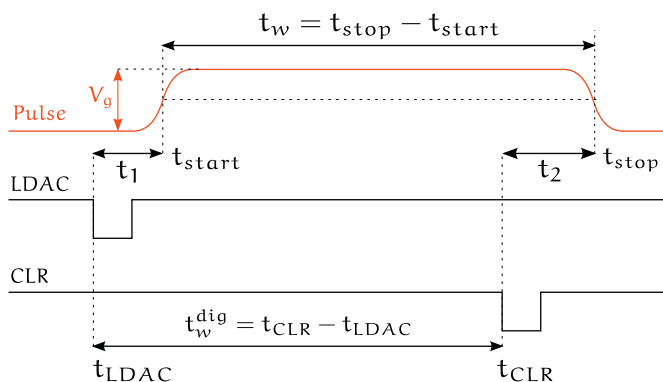 t_w = t_stop − t_start
V_g
Pulse
t_1
t_start
t_2
t_stop
LDAC
CLR
t_w^dig = t_CLR − t_LDAC
t_LDAC
t_CLR